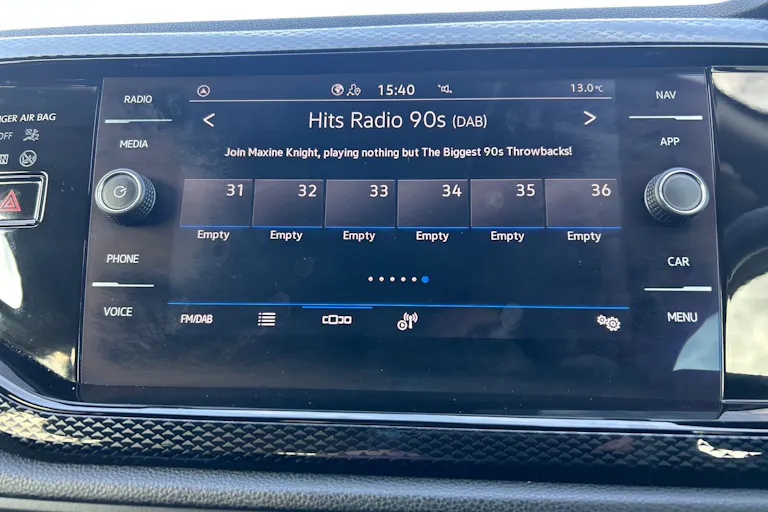 RADIO
15:40
13.0°C
NAV
< Hits Radio 90s (DAB) >
MEDIA
APP
Join Maxine Knight, playing nothing but The Biggest 90s Throwbacks!
31 32 33 34 35 36
Empty Empty Empty Empty Empty Empty
PHONE
CAR
VOICE
FM/DAB
MENU
AIR BAG
OFF